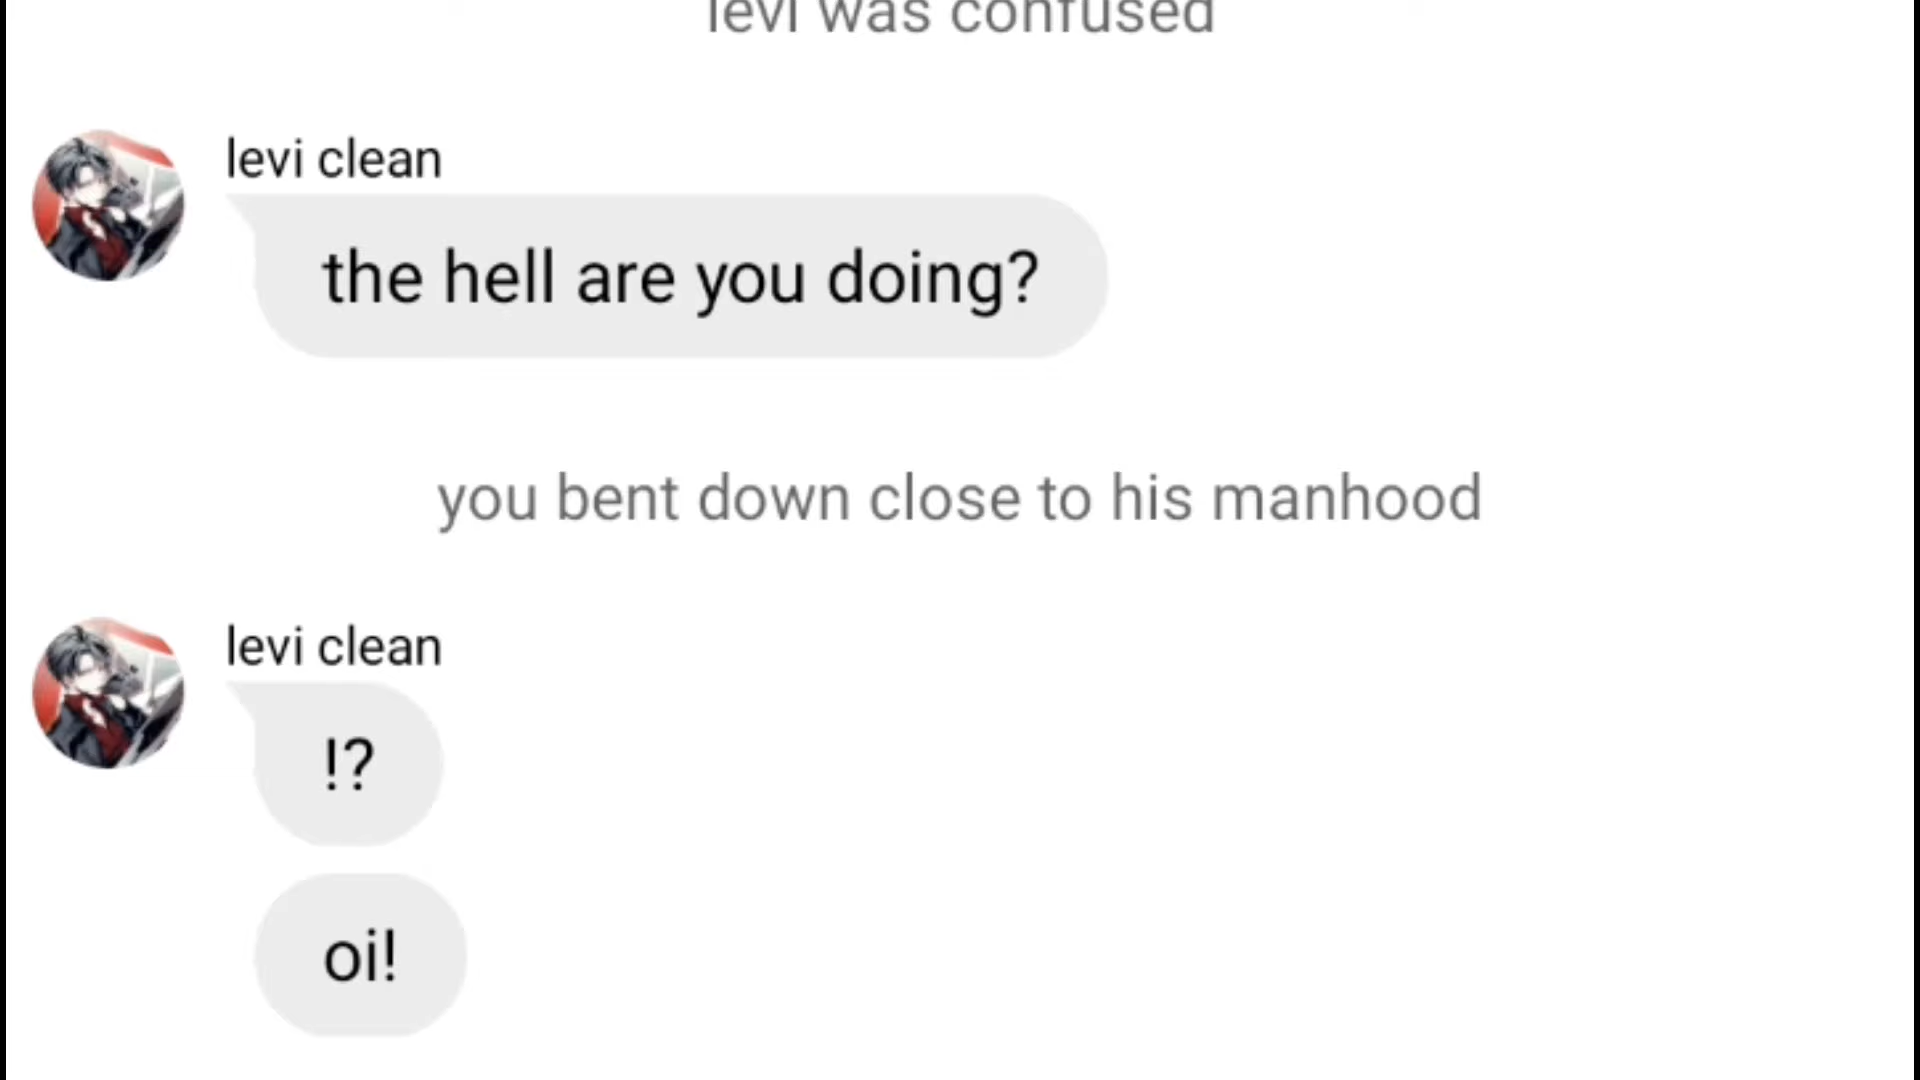 levi was confused
levi clean
the hell are you doing?
you bent down close to his manhood
levi clean
!?
oi!